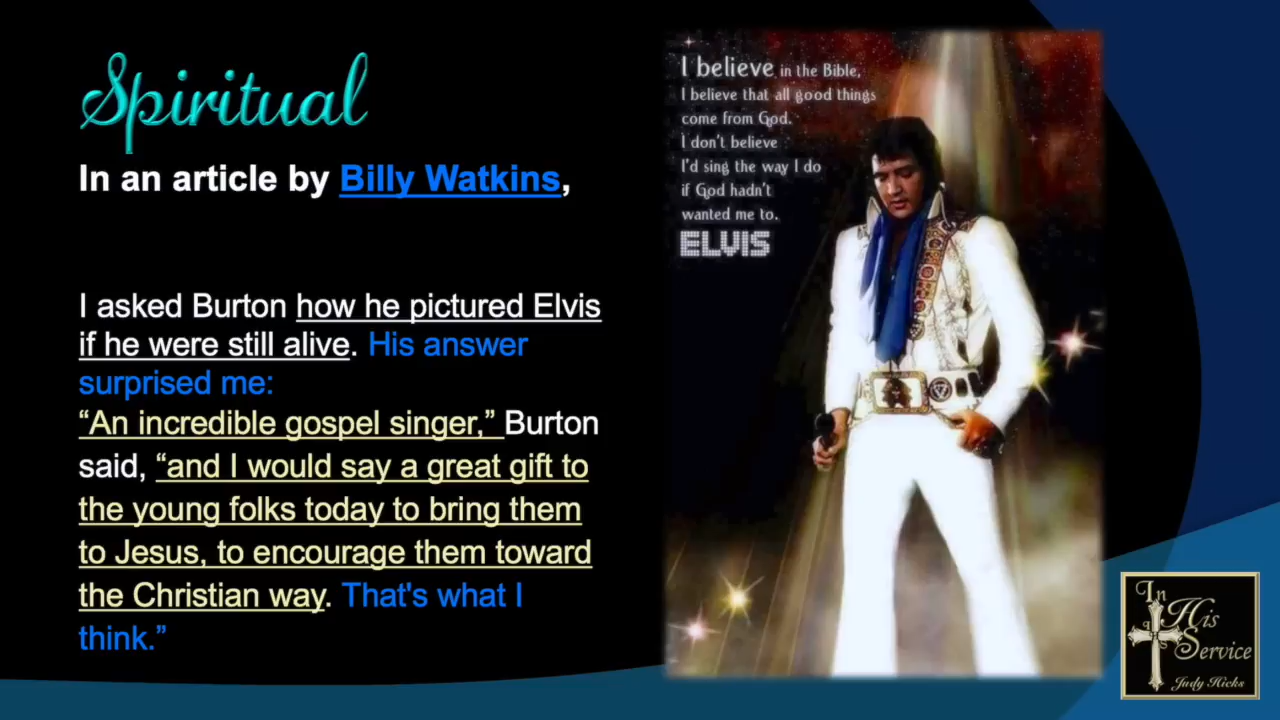 Spiritual
In an article by Billy Watkins,
I asked Burton how he pictured Elvis
if he were still alive. His answer
surprised me:
“An incredible gospel singer,” Burton
said, “and I would say a great gift to
the young folks today to bring them
to Jesus, to encourage them toward
the Christian way. That's what I
think.”
I believe in the Bible,
I believe that all good things
come from God.
I don't believe
I'd sing the way I do
if God hadn't
wanted me to.
ELVIS
In
His
Service
Judy Hicks